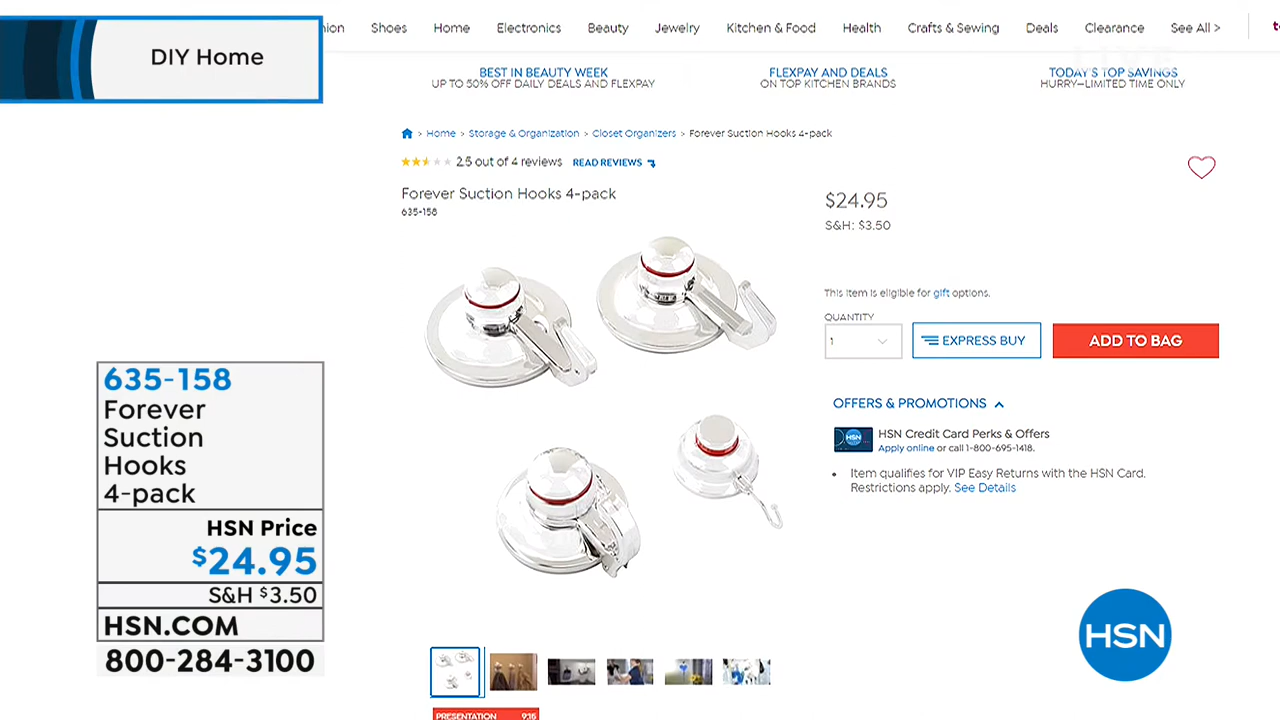 DIY Home
Shoes Home Electronics Beauty Jewelry Kitchen & Food Health Crafts & Sewing Deals Clearance See All >
BEST IN BEAUTY WEEK
UP TO 50% OFF DAILY DEALS AND FLEXPAY
FLEXPAY AND DEALS
ON TOP KITCHEN BRANDS
TODAY'S TOP SAVINGS
HURRY—LIMITED TIME ONLY
> Home > Storage & Organization > Closet Organizers > Forever Suction Hooks 4-pack
2.5 out of 4 reviews READ REVIEWS
Forever Suction Hooks 4-pack
635-158
$24.95
S&H: $3.50
This item is eligible for gift options.
QUANTITY
1
EXPRESS BUY
ADD TO BAG
OFFERS & PROMOTIONS
HSN
HSN Credit Card Perks & Offers
Apply online or call 1-800-695-1418.
• Item qualifies for VIP Easy Returns with the HSN Card.
Restrictions apply. See Details
635-158
Forever
Suction
Hooks
4-pack
HSN Price
$24.95
S&H $3.50
HSN.COM
800-284-3100
HSN
PRESENTATION 9:15